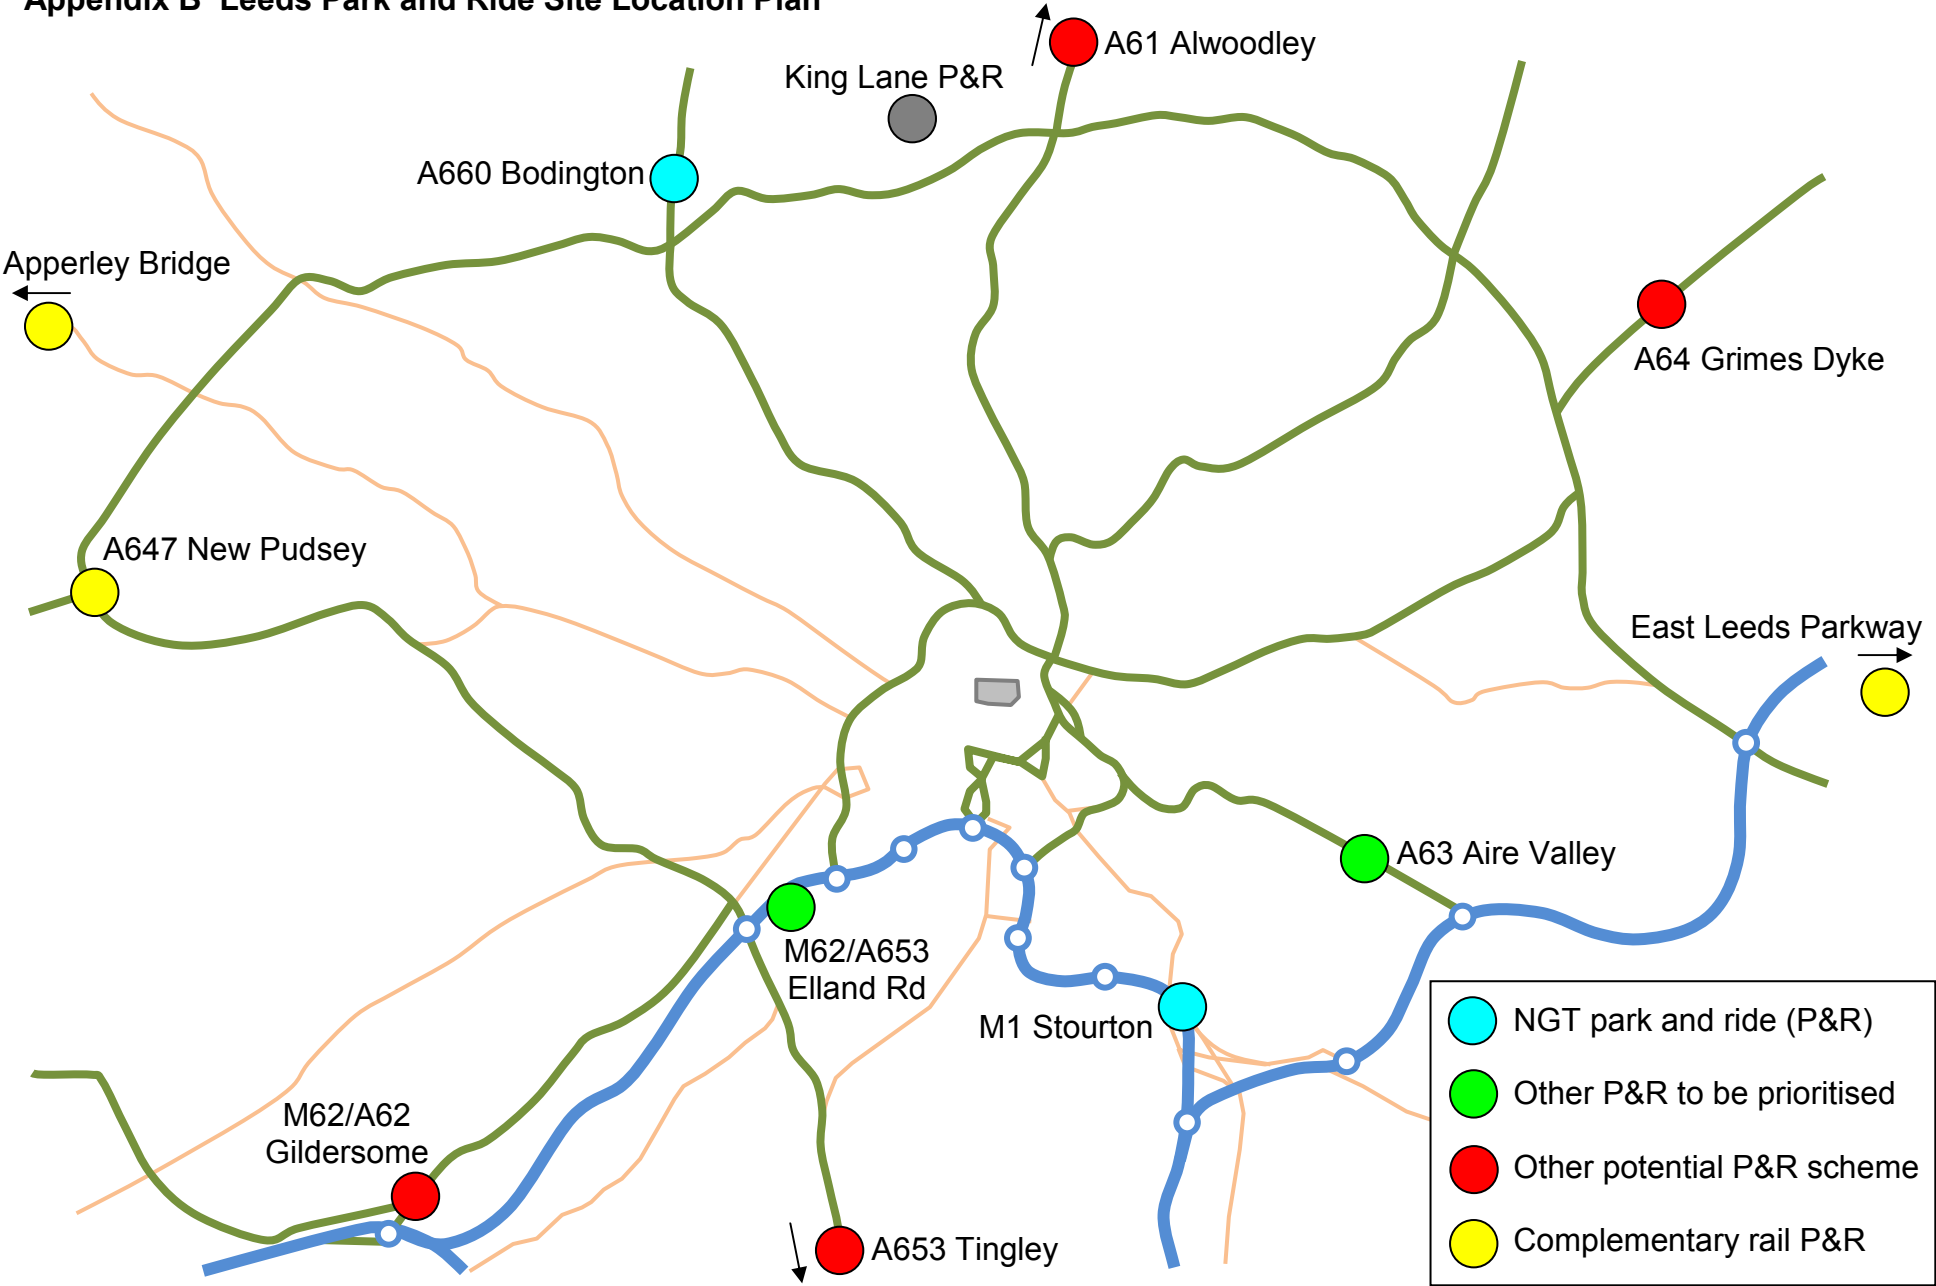 Appendix B Leeds Park and Ride Site Location Plan
A61 Alwoodley
King Lane P&R
A660 Bodington
Apperley Bridge
A64 Grimes Dyke
A647 New Pudsey
East Leeds Parkway
A63 Aire Valley
M62/A653
Elland Rd
M1 Stourton
M62/A62
Gildersome
A653 Tingley
NGT park and ride (P&R)
Other P&R to be prioritised
Other potential P&R scheme
Complementary rail P&R